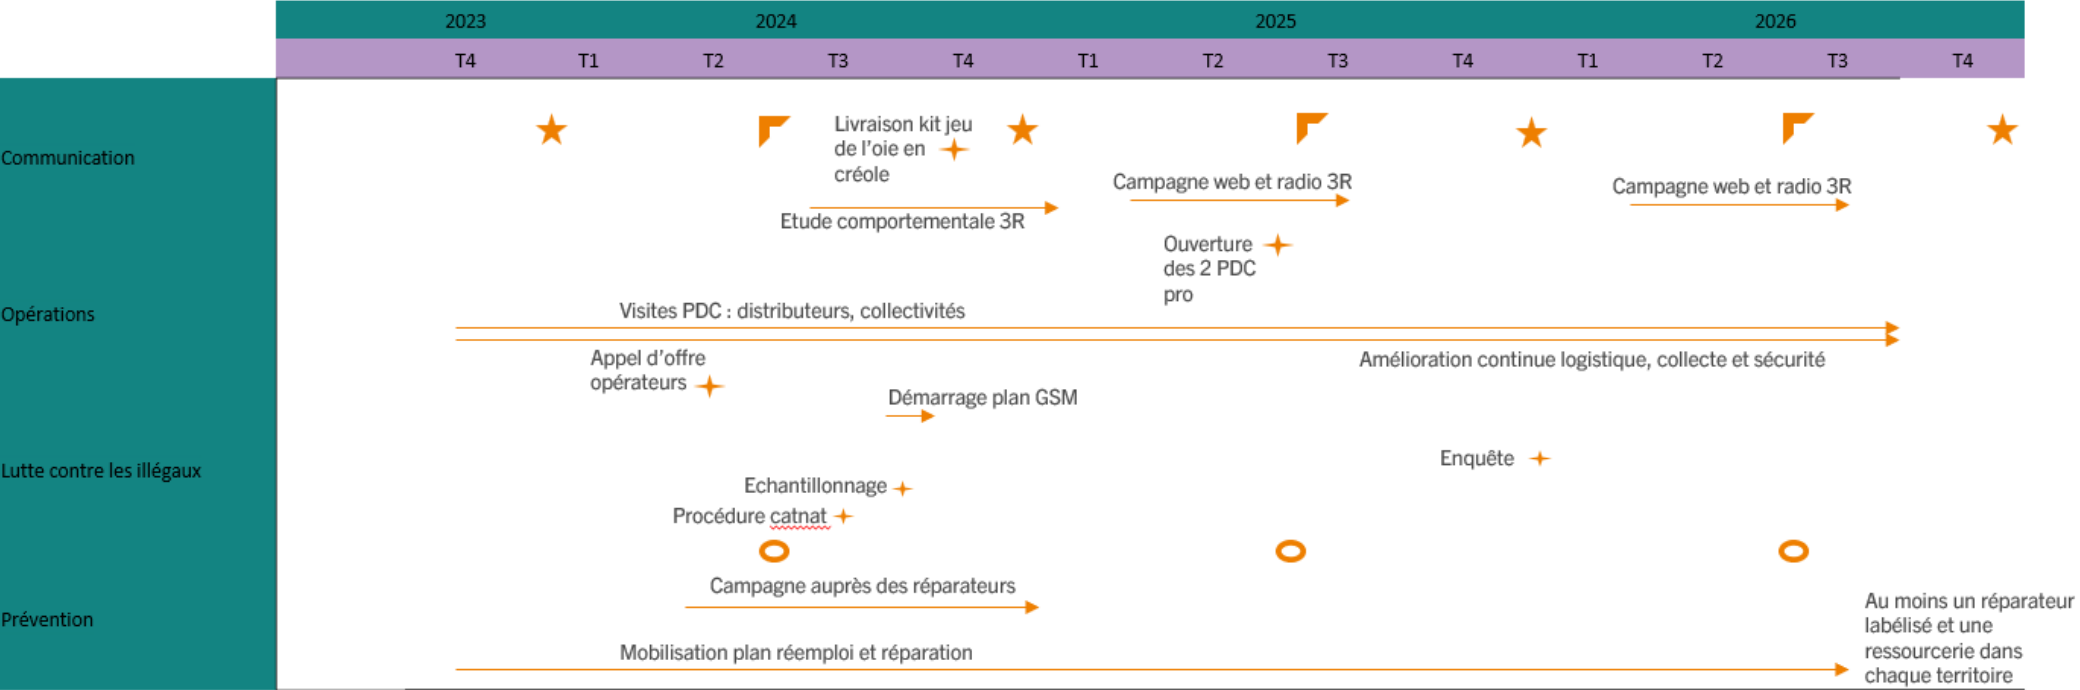 2023 2024 2025 2026
T4 T1 T2 T3 T4 T1 T2 T3 T4 T1 T2 T3 T4
Communication
Livraison kit jeu
de l’oie en
créole
Etude comportementale 3R
Campagne web et radio 3R
Campagne web et radio 3R
Opérations
Ouverture
des 2 PDC
pro
Visites PDC : distributeurs, collectivités
Amélioration continue logistique, collecte et sécurité
Appel d’offre
opérateurs
Démarrage plan GSM
Lutte contre les illégaux
Enquête
Echantillonnage
Procédure catnat
Prévention
Campagne auprès des réparateurs
Mobilisation plan réemploi et réparation
Au moins un réparateur
labélisé et une
ressourcerie dans
chaque territoire